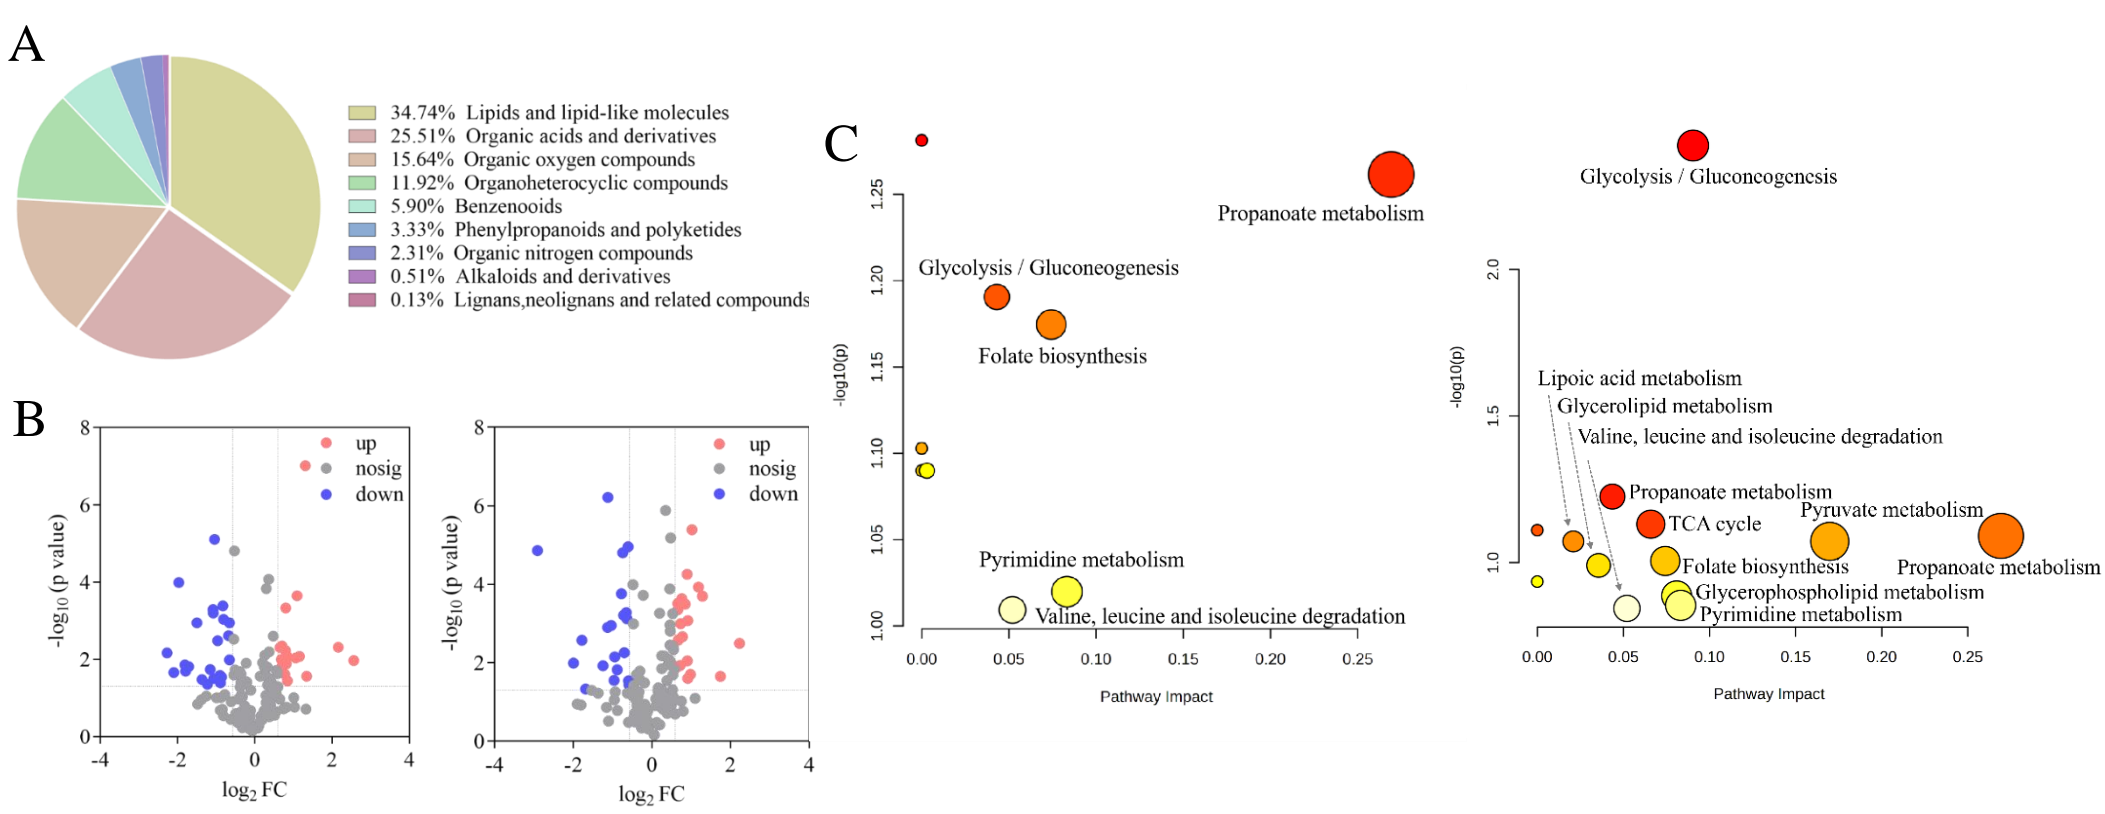 A
34.74% Lipids and lipid-like molecules
25.51% Organic acids and derivatives
15.64% Organic oxygen compounds
11.92% Organoheterocyclic compounds
5.90% Benzenooids
3.33% Phenylpropanoids and polyketides
2.31% Organic nitrogen compounds
0.51% Alkaloids and derivatives
0.13% Lignans,neolignans and related compounds
B
8
6
4
2
0
-4
-2
0
2
4
-log10 (p value)
log2 FC
up
nosig
down
8
6
4
2
0
-4
-2
0
2
4
-log10 (p value)
log2 FC
up
nosig
down
C
1.25
1.20
1.15
1.10
1.05
1.00
-log10(p)
Propanoate metabolism
Glycolysis / Gluconeogenesis
Folate biosynthesis
Pyrimidine metabolism
Valine, leucine and isoleucine degradation
0.00
0.05
0.10
0.15
0.20
0.25
Pathway Impact
Glycolysis / Gluconeogenesis
2.0
1.5
1.0
-log10(p)
Lipoic acid metabolism
Glycerolipid metabolism
Valine, leucine and isoleucine degradation
Propanoate metabolism
Pyruvate metabolism
TCA cycle
Folate biosynthesis
Propanoate metabolism
Glycerophospholipid metabolism
Pyrimidine metabolism
0.00
0.05
0.10
0.15
0.20
0.25
Pathway Impact